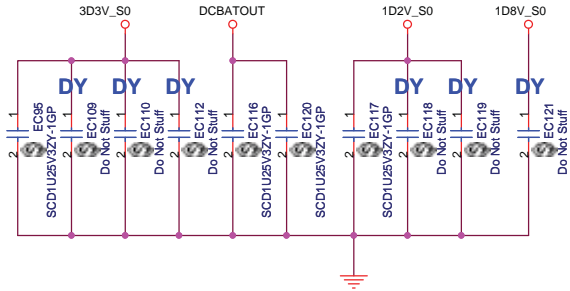 3D3V_S0
DCBATOUT
1D2V_S0
1D8V_S0
DY DY DY DY DY DY
1 2 EC95 SCD1U25V3ZY-1GP
1 2 EC109 Do Not Stuff
1 2 EC110 Do Not Stuff
1 2 EC112 Do Not Stuff
1 2 EC116 SCD1U25V3ZY-1GP
1 2 EC120 SCD1U25V3ZY-1GP
1 2 EC117 SCD1U25V3ZY-1GP
1 2 EC118 Do Not Stuff
1 2 EC119 Do Not Stuff
1 2 EC121 Do Not Stuff